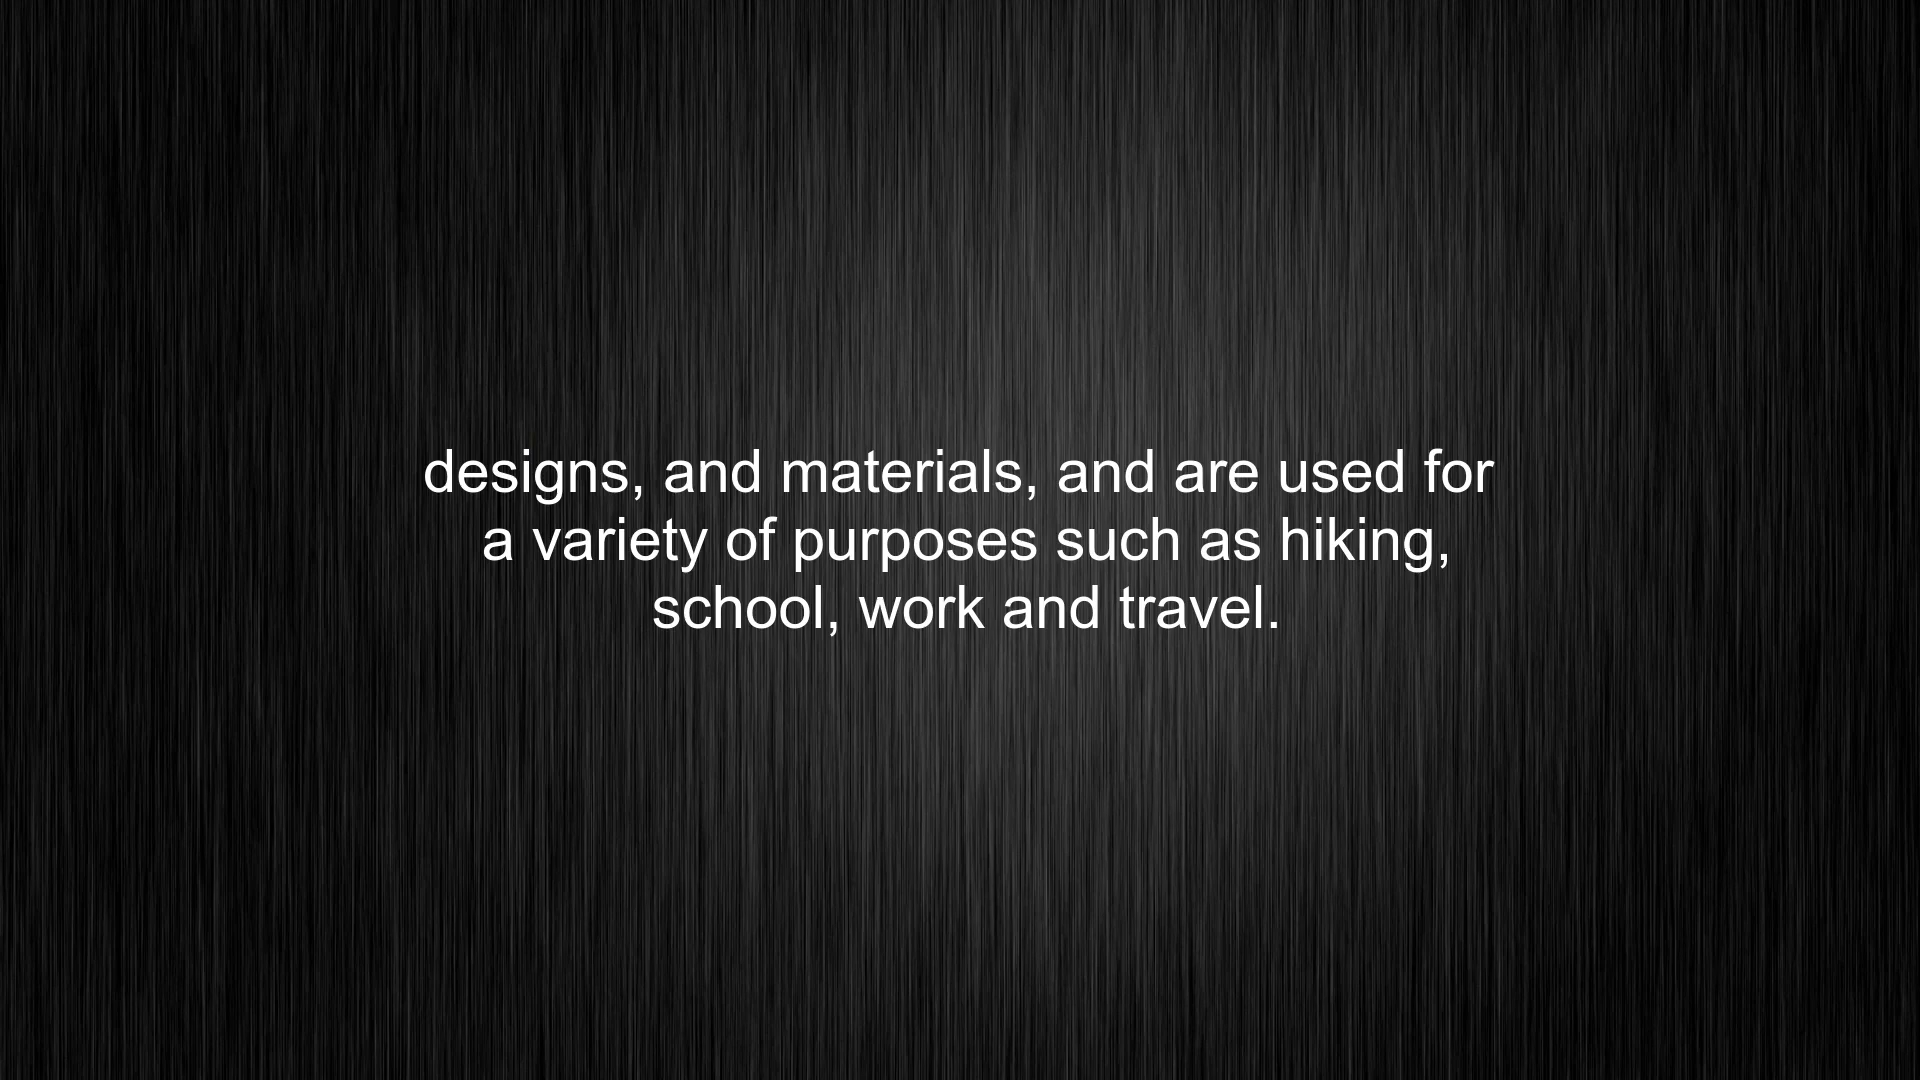 designs, and materials, and are used for
a variety of purposes such as hiking,
school, work and travel.